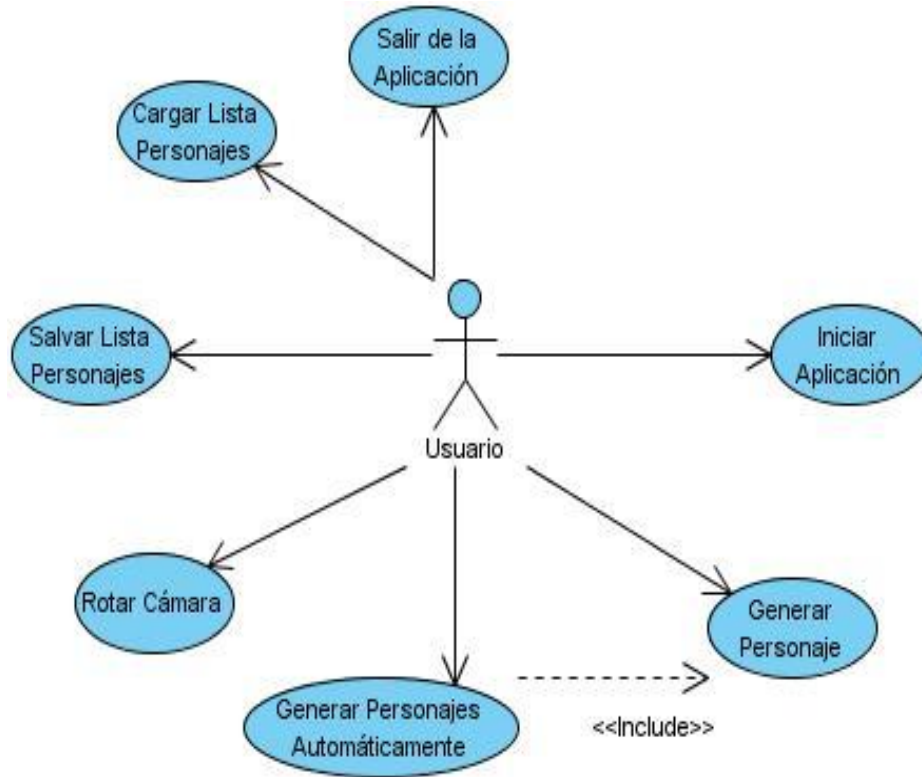 Salir de la
Aplicación
Cargar Lista
Personajes
Salvar Lista
Personajes
Iniciar
Aplicación
Usuario
Rotar Cámara
Generar
Personaje
Generar Personajes
Automáticamente
<<Include>>